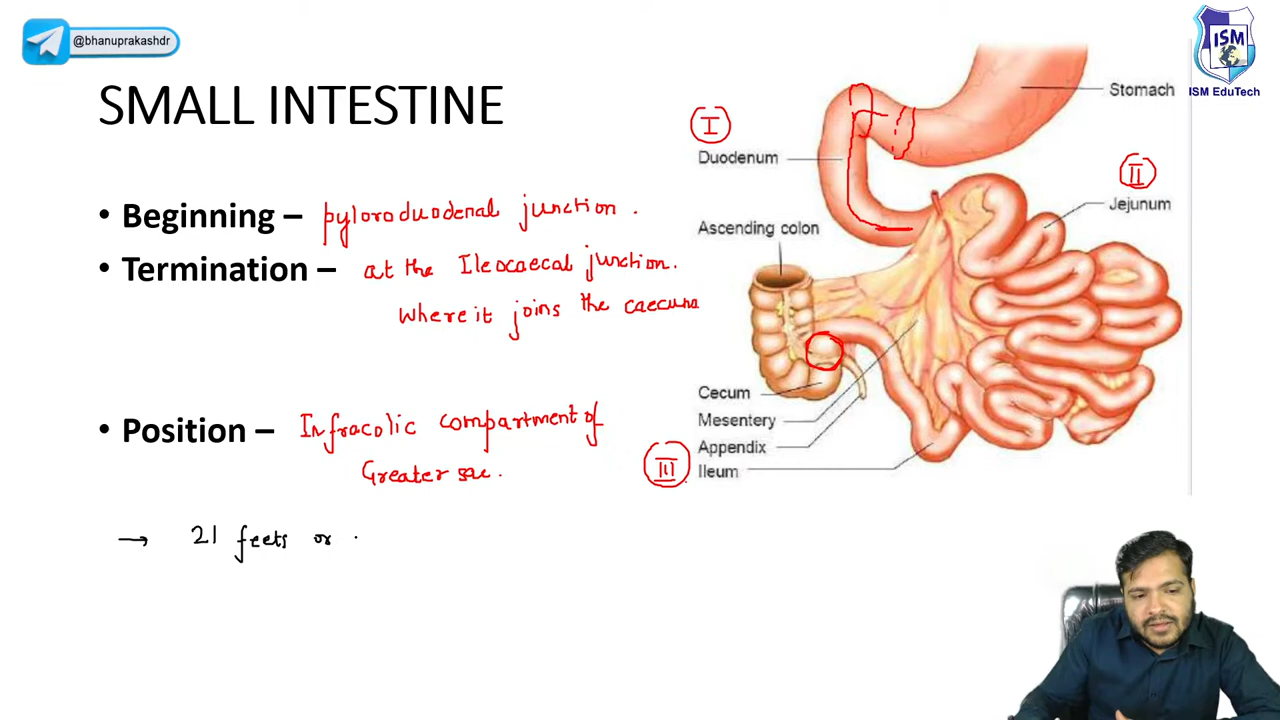 @bhanuprakashdr
ISM
ISM EduTech
SMALL INTESTINE
• Beginning – pyloroduodenal junction.
• Termination – at the Ileocaecal junction.
where it joins the caecum
• Position – Infracolic compartment of
Greater sac.
→ 21 feets or
I
Duodenum
Stomach
II
Jejunum
Ascending colon
Cecum
Mesentery
Appendix
III
Ileum